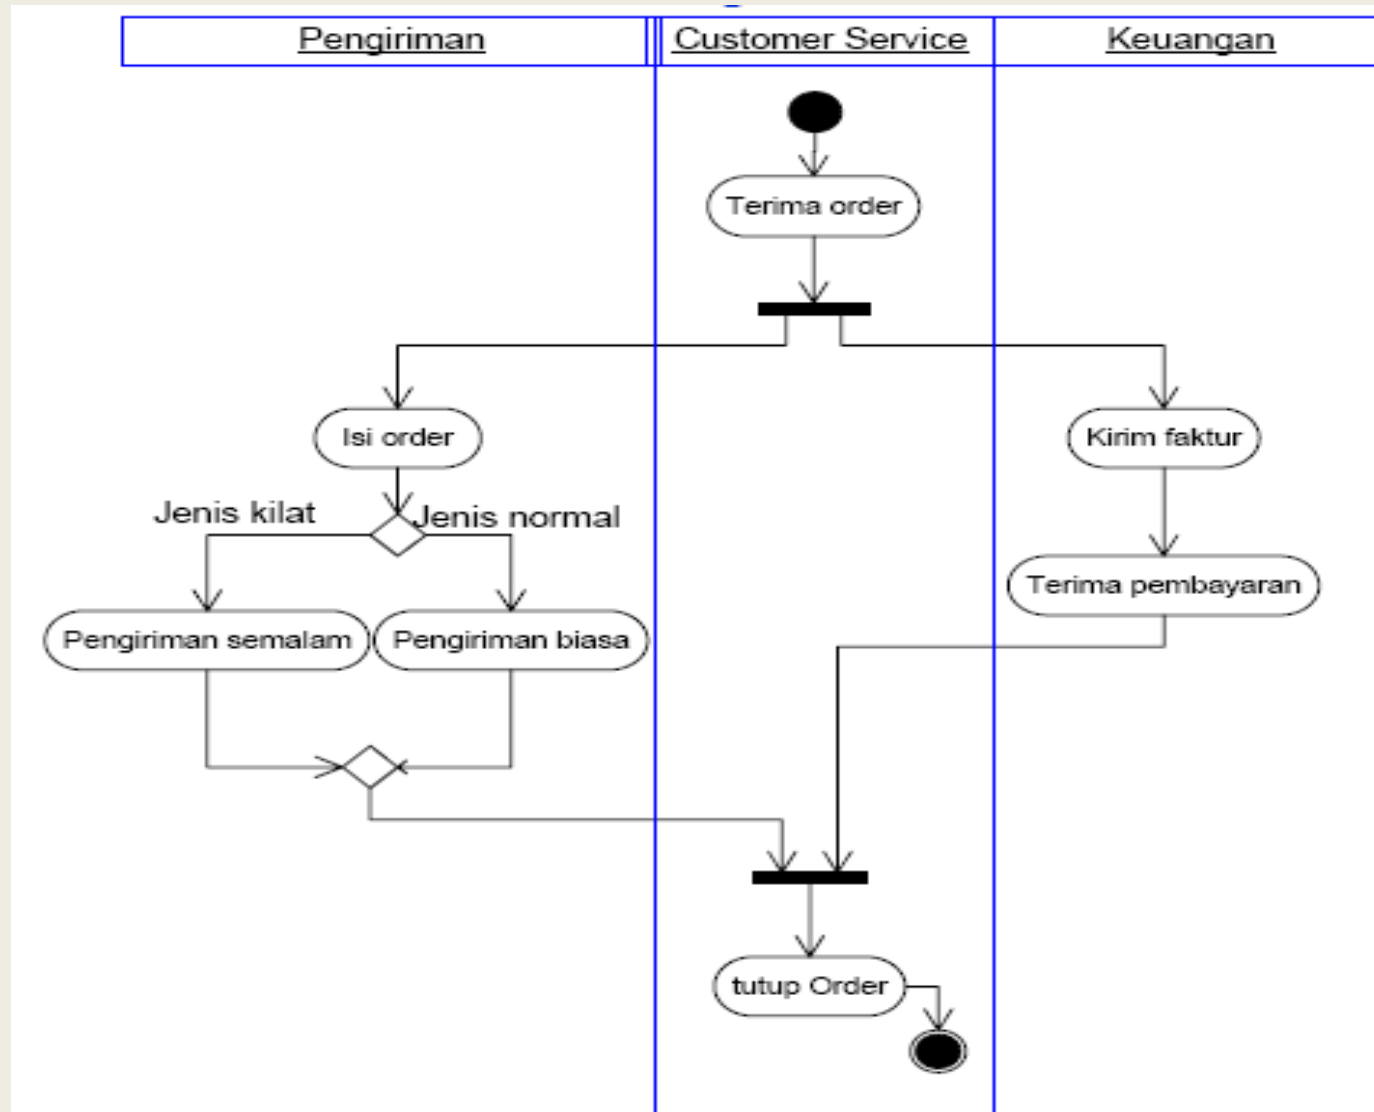 Pengiriman
Customer Service
Keuangan
Terima order
Isi order
Kirim faktur
Jenis kilat
Jenis normal
Terima pembayaran
Pengiriman semalam
Pengiriman biasa
tutup Order